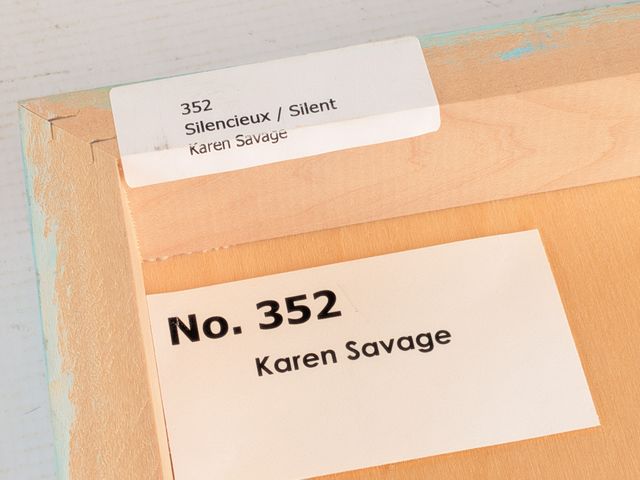 352
Silencieux / Silent
Karen Savage
No. 352
Karen Savage